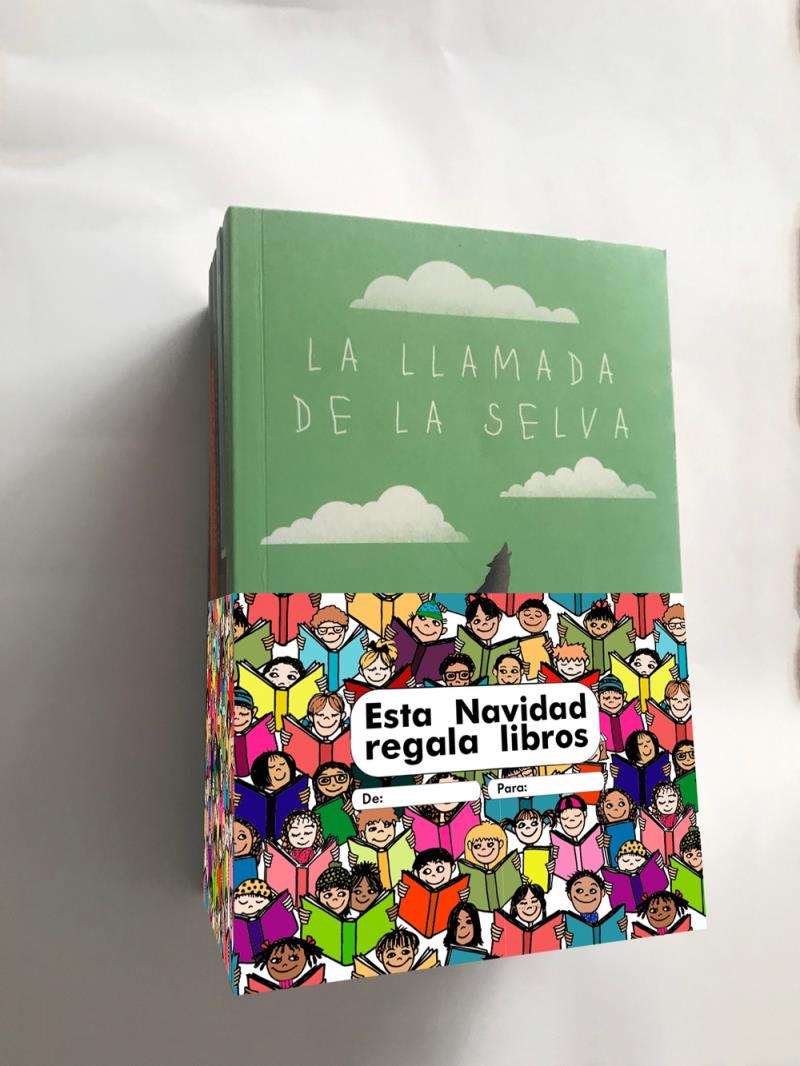 LA LLAMADA
DE LA SELVA
Esta Navidad
regala libros
De:
Para: